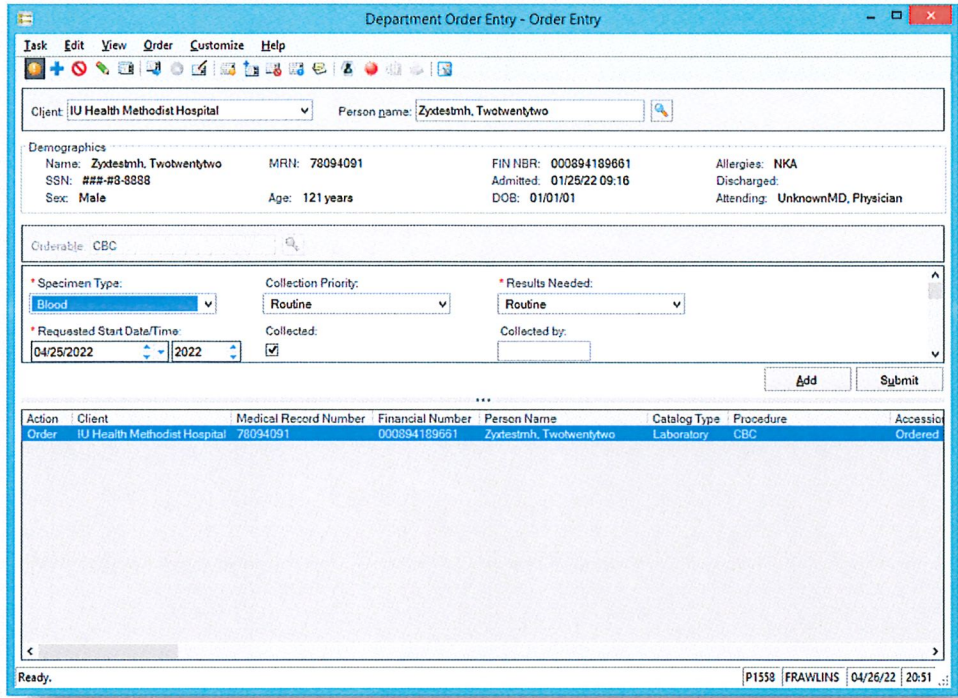 Department Order Entry - Order Entry
Task Edit View Order Customize Help
Client: IU Health Methodist Hospital Person name: Zyxtestmh, Twotwentytwo
Demographics
Name: Zyxtestmh, Twotwentytwo MRN: 78094091 FIN NBR: 000894189661 Allergies: NKA
SSN: ###-#8-8888 Admitted: 01/25/22 09:16 Discharged:
Sex: Male Age: 121 years DOB: 01/01/01 Attending: UnknownMD, Physician
Orderable: CBC
* Specimen Type: Collection Priority: * Results Needed:
Blood Routine Routine
* Requested Start Date/Time: Collected: Collected by:
04/25/2022 2022
Add Submit
Action Client Medical Record Number Financial Number Person Name Catalog Type Procedure Accession
Order IU Health Methodist Hospital 78094091 000894189661 Zyxtestmh, Twotwentytwo Laboratory CBC Ordered
Ready. P1558 FRAWLINS 04/26/22 20:51